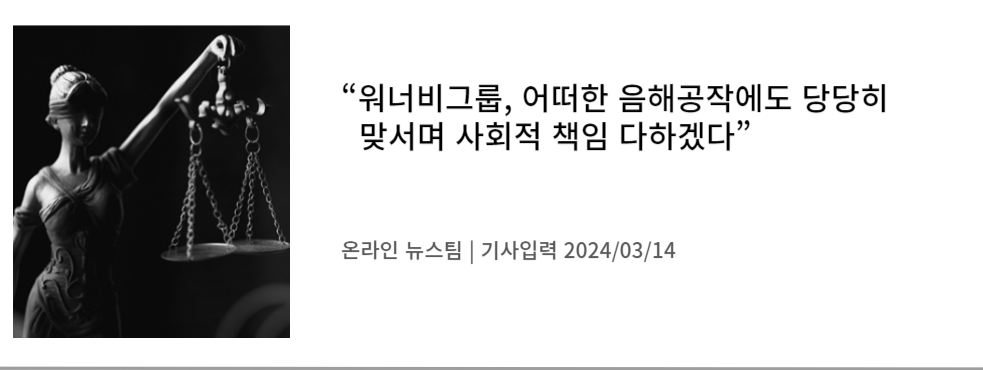 “워너비그룹, 어떠한 음해공작에도 당당히
맞서며 사회적 책임 다하겠다”
온라인 뉴스팀 | 기사입력 2024/03/14